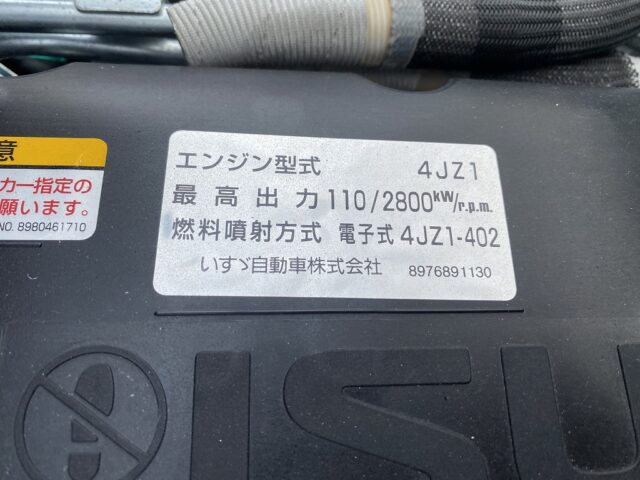 意
カー指定の
願います。
NO. 8980461710
エンジン型式 4JZ1
最高出力 110/2800kW/r.p.m.
燃料噴射方式 電子式 4JZ1-402
いすゞ自動車株式会社 8976891130
ISU